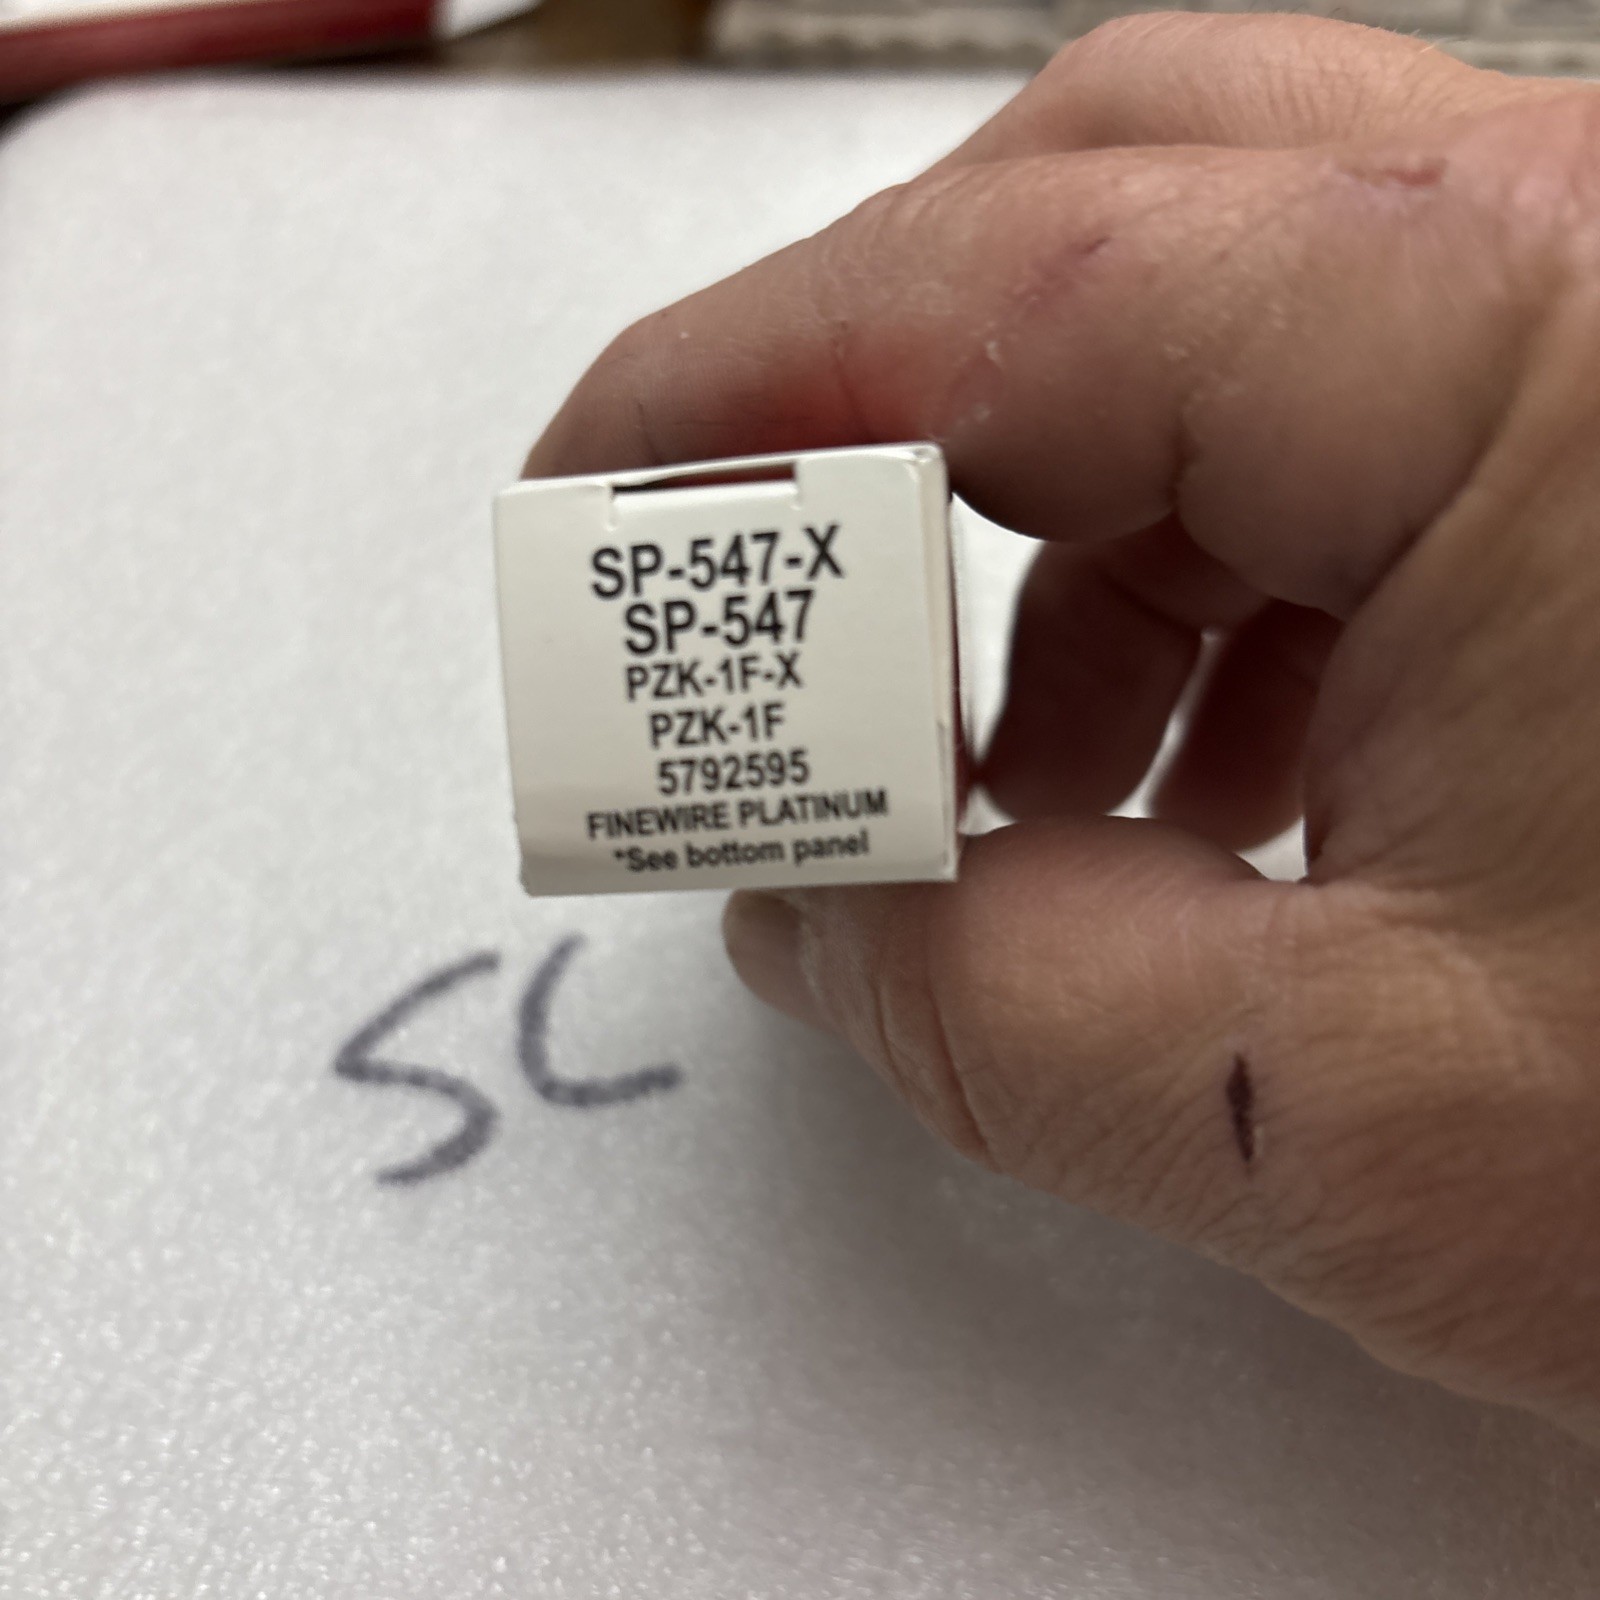 SP-547-X
SP-547
PZK-1F-X
PZK-1F
5792595
FINEWIRE PLATINUM
*See bottom panel
SL